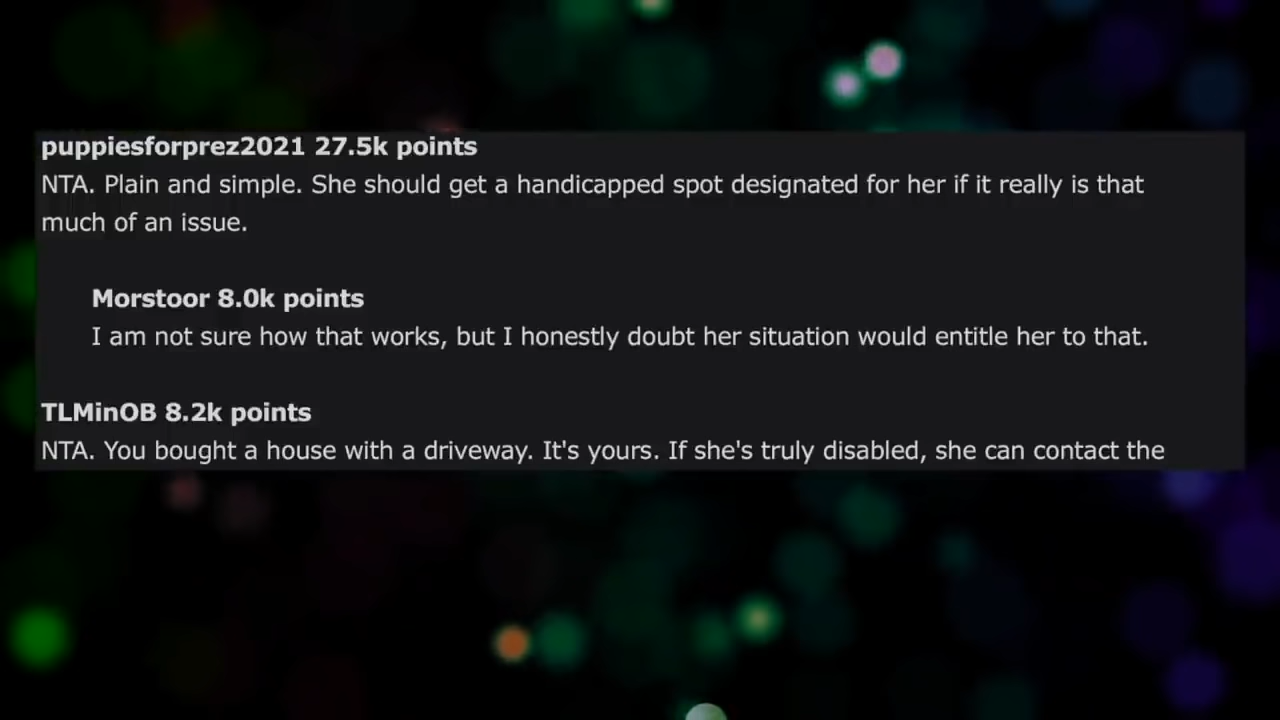 puppiesforprez2021 27.5k points
NTA. Plain and simple. She should get a handicapped spot designated for her if it really is that
much of an issue.
Morstoor 8.0k points
I am not sure how that works, but I honestly doubt her situation would entitle her to that.
TLMinOB 8.2k points
NTA. You bought a house with a driveway. It's yours. If she's truly disabled, she can contact the